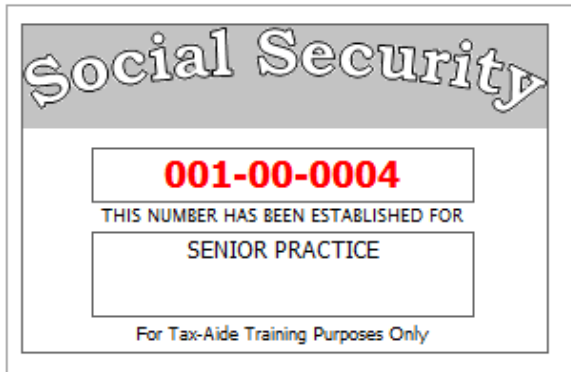 Social Security
001-00-0004
THIS NUMBER HAS BEEN ESTABLISHED FOR
SENIOR PRACTICE
For Tax-Aide Training Purposes Only